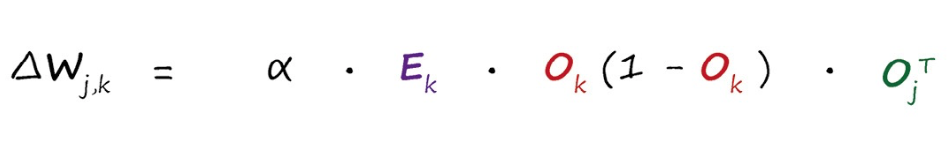 ΔW_{j,k} = α · E_k · O_k (1 - O_k) · O_j^T